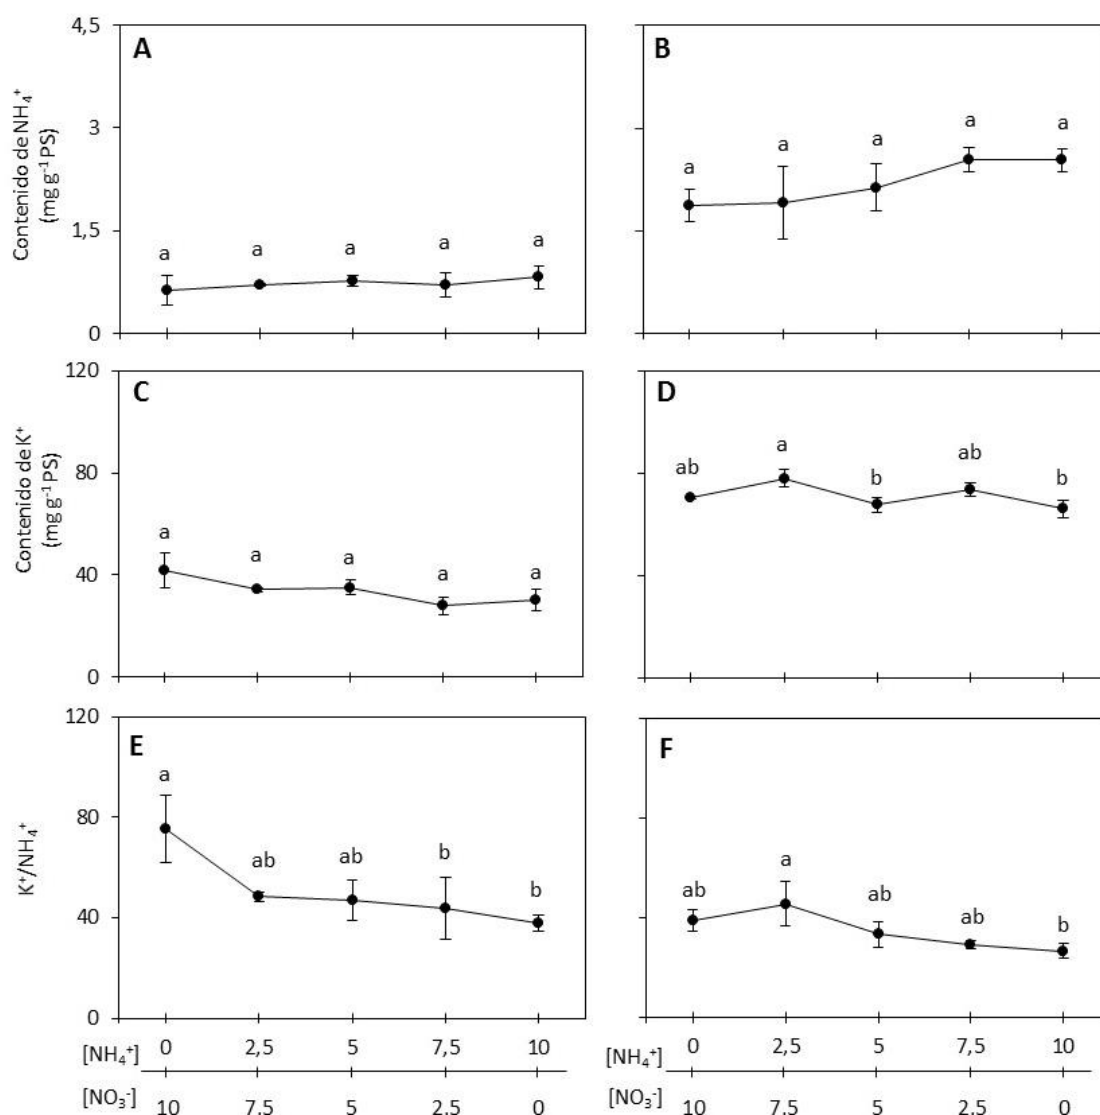 4,5
A
B
a a a a a
3
Contenido de NH₄⁺
(mg g⁻¹ PS)
1,5
a a a a a
0
120
C
D
ab a b ab b
80
Contenido de K⁺
(mg g⁻¹ PS)
a a a a a
40
0
120
E
F
a
80
K⁺/NH₄⁺
ab ab b b
ab a ab ab b
40
0
[NH₄⁺] 0 2,5 5 7,5 10
[NO₃⁻] 10 7.5 5 2.5 0
[NH₄⁺] 0 2,5 5 7,5 10
[NO₃⁻] 10 7.5 5 2.5 0